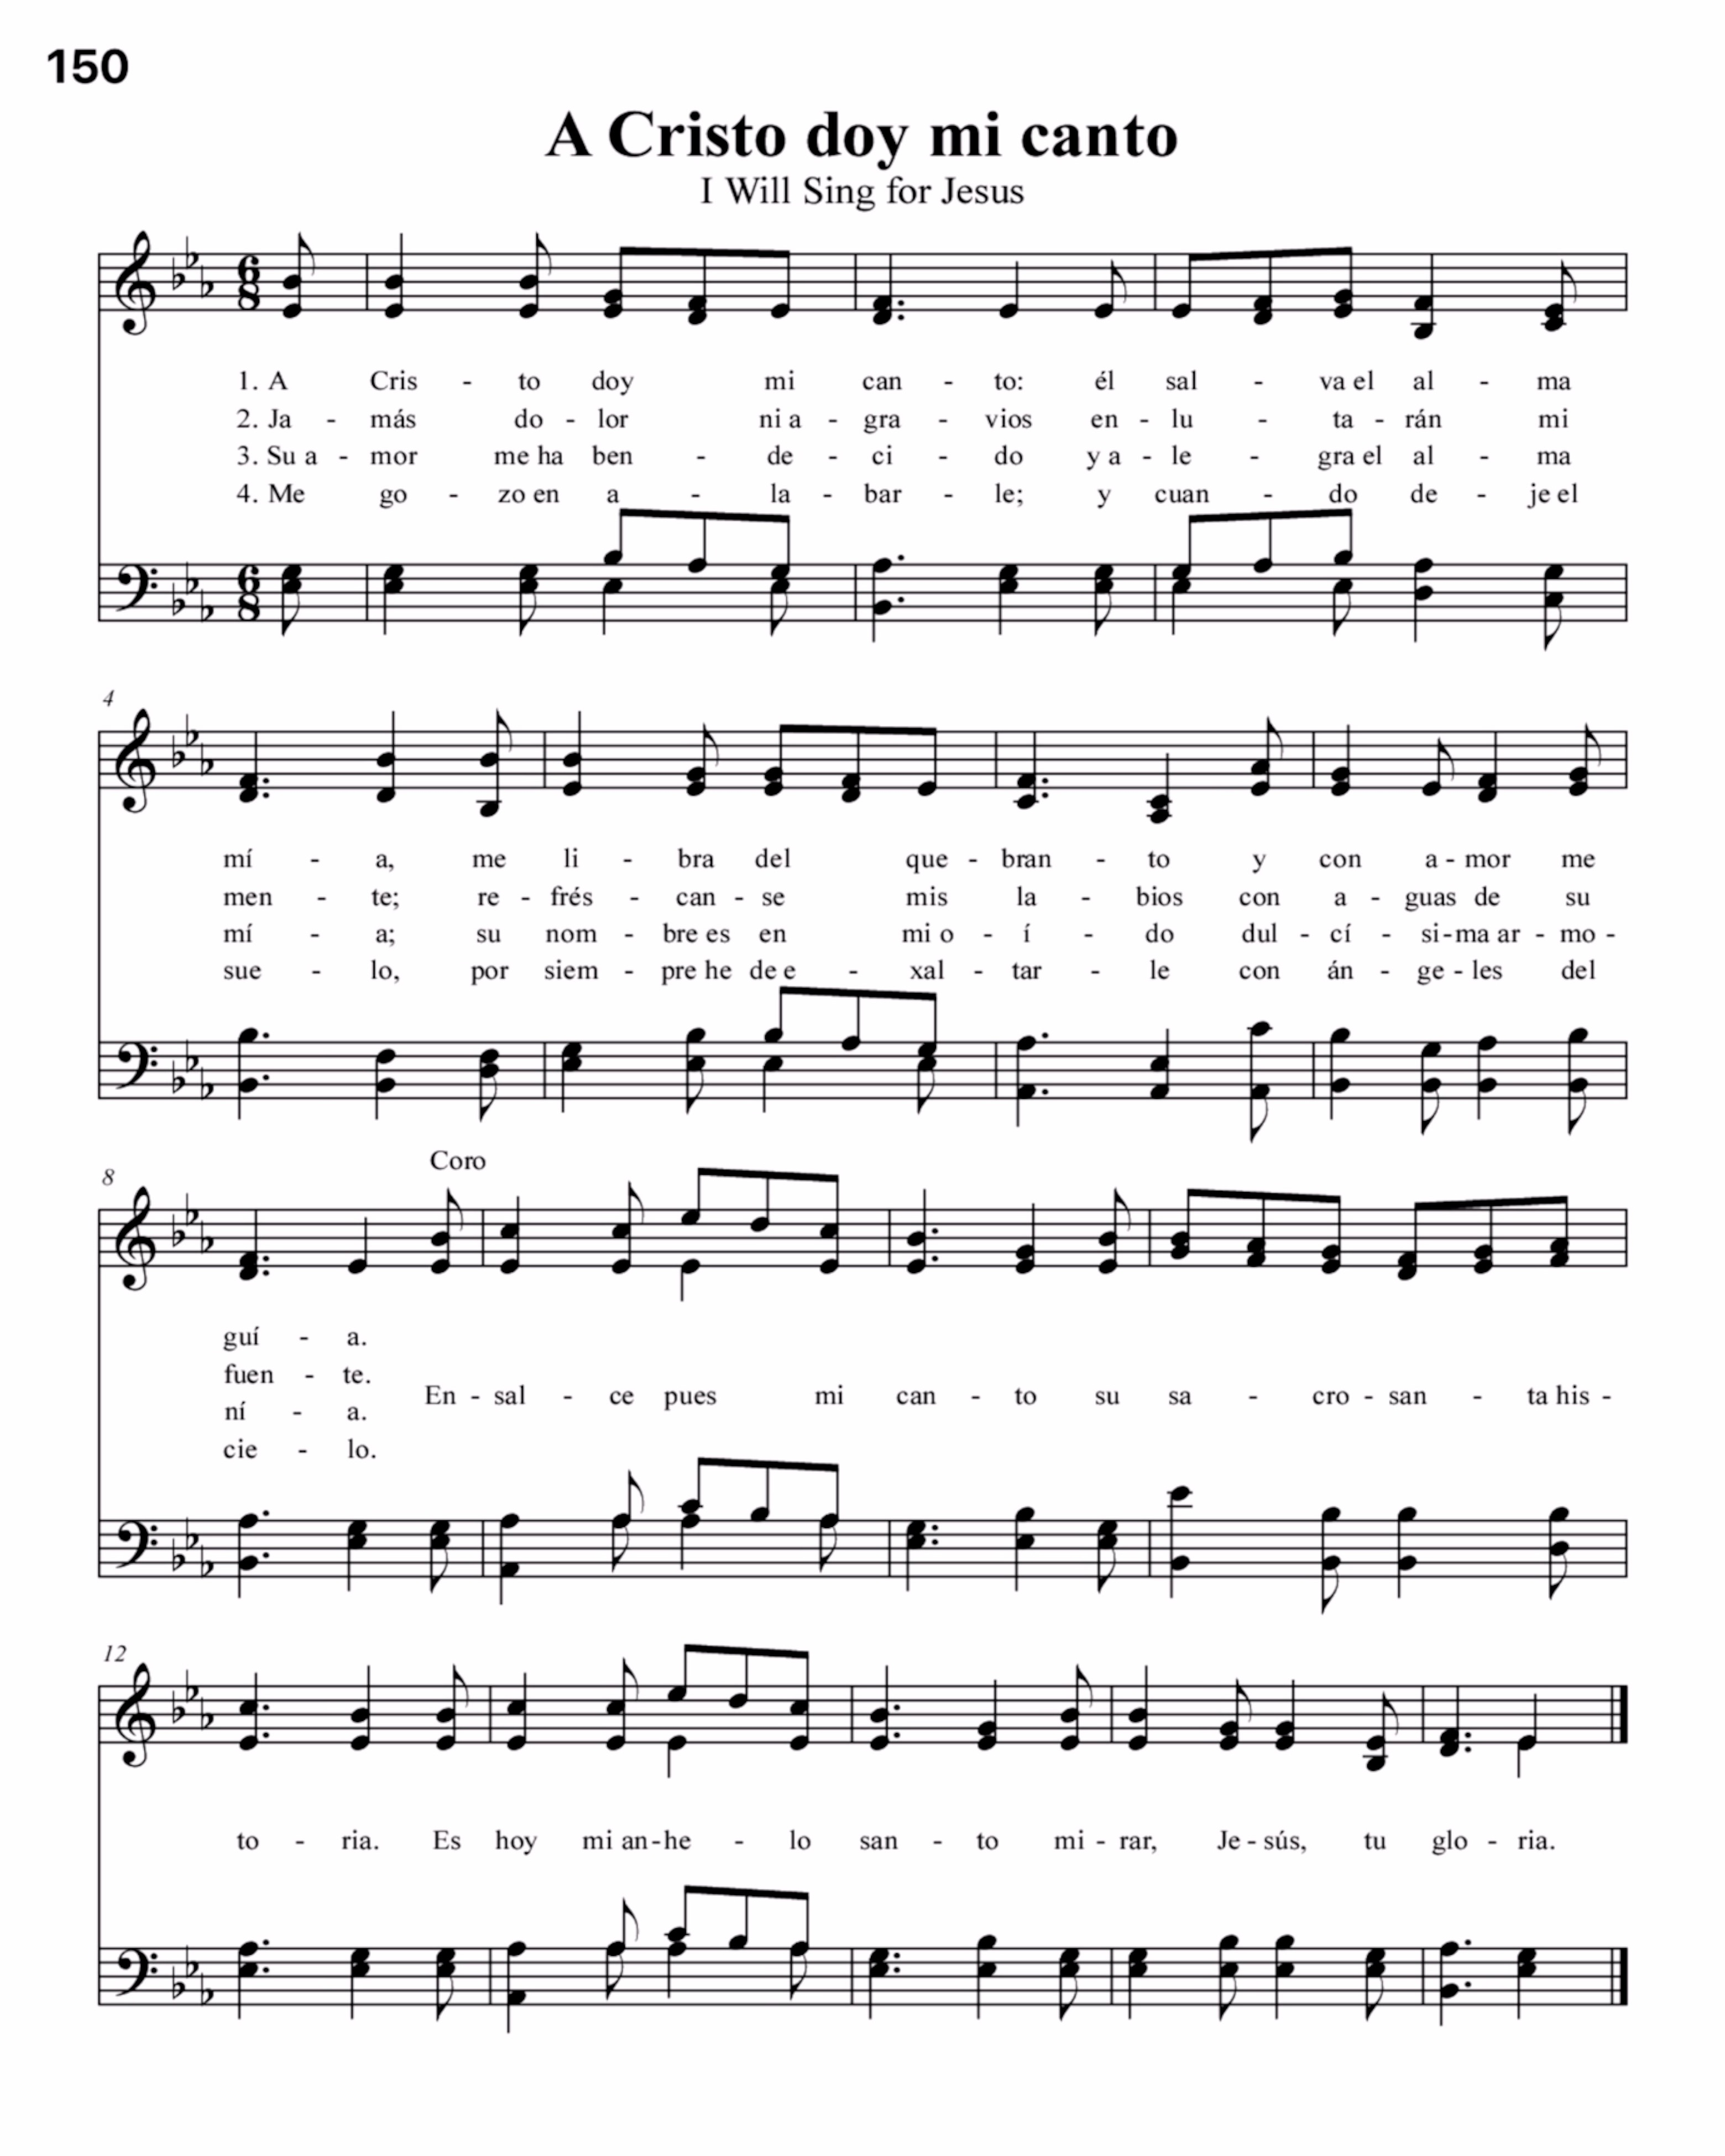 150
A Cristo doy mi canto
I Will Sing for Jesus
6 8
1. A Cris - to doy mi can - to: él sal - va el al - ma
2. Ja - más do - lor ni a - gra - vios en - lu - ta - rán mi
3. Su a - mor me ha ben - de - ci - do y a - le - gra el al - ma
4. Me go - zo en a - la - bar - le; y cuan - do de - je el
6 8
4
mí - a, me li - bra del que - bran - to y con a - mor me
men - te; re - frés - can - se mis la - bios con a - guas de su
mí - a; su nom - bre es en mi o - í - do dul - cí - si - ma ar - mo -
sue - lo, por siem - pre he de e - xal - tar - le con án - ge - les del
8
Coro
guí - a.
fuen - te.
En - sal - ce pues mi can - to su sa - cro - san - ta his -
ní - a.
cie - lo.
12
to - ria. Es hoy mi an - he - lo san - to mi - rar, Je - sús, tu glo - ria.